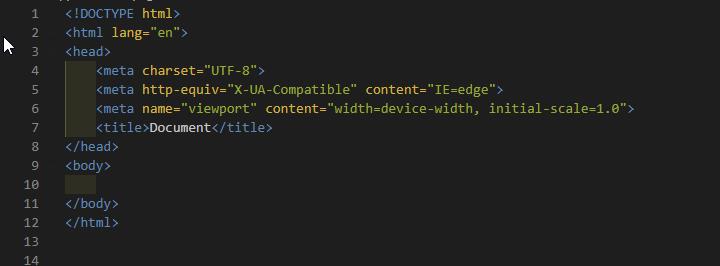 1 <!DOCTYPE html>
2 <html lang="en">
3 <head>
4     <meta charset="UTF-8">
5     <meta http-equiv="X-UA-Compatible" content="IE=edge">
6     <meta name="viewport" content="width=device-width, initial-scale=1.0">
7     <title>Document</title>
8 </head>
9 <body>
10
11 </body>
12 </html>
13
14